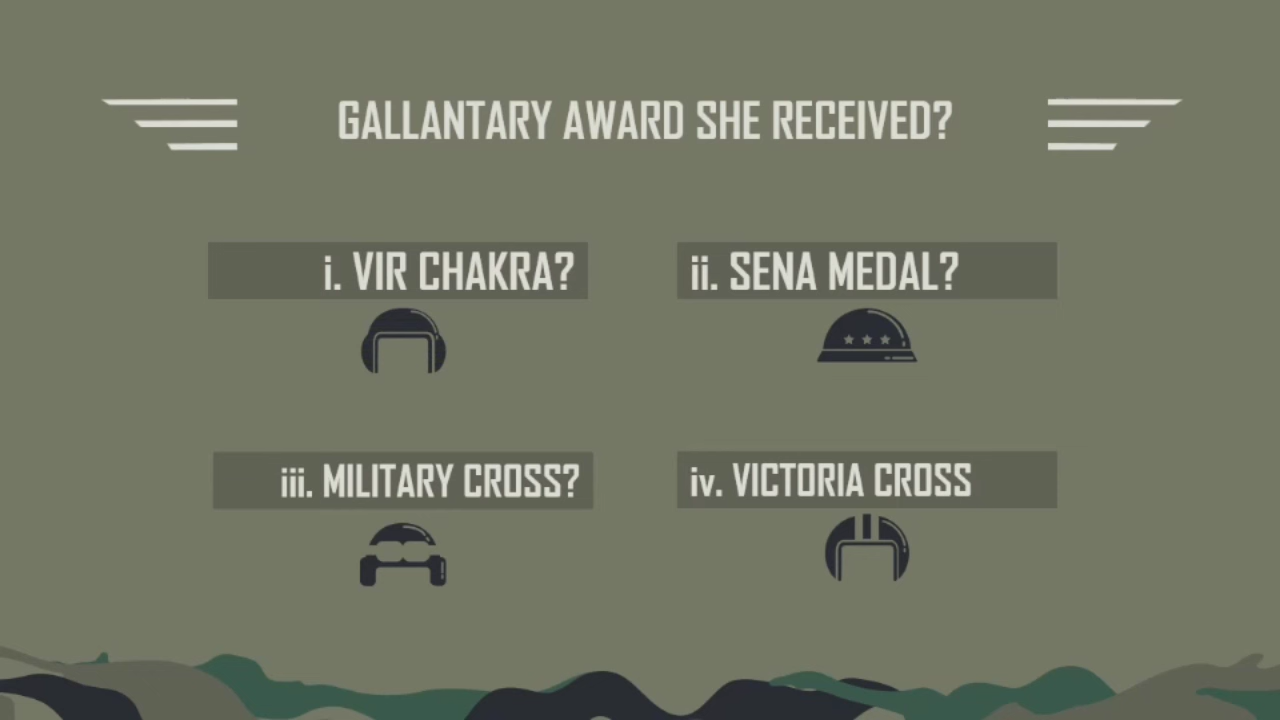 GALLANTARY AWARD SHE RECEIVED?
i. VIR CHAKRA?
ii. SENA MEDAL?
iii. MILITARY CROSS?
iv. VICTORIA CROSS